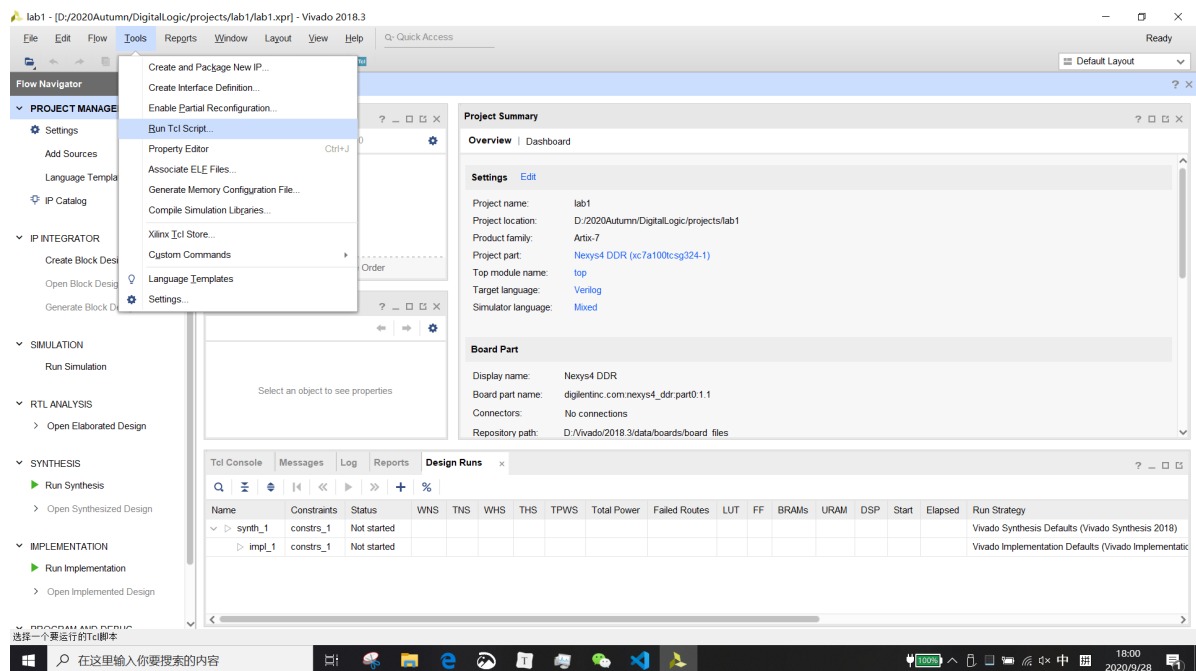 lab1 - [D:/2020Autumn/DigitalLogic/projects/lab1/lab1.xpr] - Vivado 2018.3
File Edit Flow Tools Reports Window Layout View Help Q- Quick Access Ready
Default Layout
Flow Navigator
PROJECT MANAGE
Settings
Add Sources
Language Templa
IP Catalog
IP INTEGRATOR
Create Block Desi
Open Block Desig
Generate Block De
SIMULATION
Run Simulation
RTL ANALYSIS
Open Elaborated Design
SYNTHESIS
Run Synthesis
Open Synthesized Design
IMPLEMENTATION
Run Implementation
Open Implemented Design
PROGRAM AND DEBUG
Create and Package New IP...
Create Interface Definition...
Enable Partial Reconfiguration...
Run Tcl Script...
Property Editor Ctrl+J
Associate ELF Files...
Generate Memory Configuration File...
Compile Simulation Libraries...
Xilinx Tcl Store...
Custom Commands
Language Templates
Settings...
0
Order
Select an object to see properties
Project Summary
Overview | Dashboard
Settings Edit
Project name: lab1
Project location: D:/2020Autumn/DigitalLogic/projects/lab1
Product family: Artix-7
Project part: Nexys4 DDR (xc7a100tcsg324-1)
Top module name: top
Target language: Verilog
Simulator language: Mixed
Board Part
Display name: Nexys4 DDR
Board part name: digilentinc.com:nexys4_ddr:part0:1.1
Connectors: No connections
Repository path: D:/Vivado/2018.3/data/boards/board_files
Tcl Console Messages Log Reports Design Runs
Name Constraints Status WNS TNS WHS THS TPWS Total Power Failed Routes LUT FF BRAMs URAM DSP Start Elapsed Run Strategy
synth_1 constrs_1 Not started Vivado Synthesis Defaults (Vivado Synthesis 2018)
impl_1 constrs_1 Not started Vivado Implementation Defaults (Vivado Implementatic
选择一个要运行的Tcl脚本
在这里输入你要搜索的内容
100%
中
拼
18:00
2020/9/28